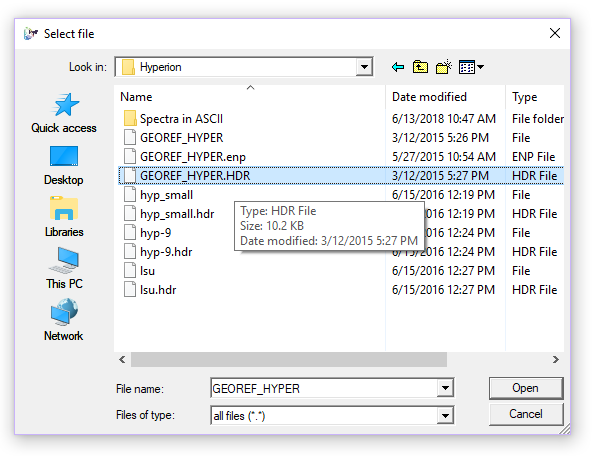 Select file
Look in: Hyperion
Name Date modified Type
Spectra in ASCII 6/13/2018 10:47 AM File folder
GEOREF_HYPER 3/12/2015 5:26 PM File
GEOREF_HYPER.enp 5/27/2015 10:54 AM ENP File
GEOREF_HYPER.HDR 3/12/2015 5:27 PM HDR File
hyp_small 6/15/2016 12:19 PM File
hyp_small.hdr 6/15/2016 12:19 PM HDR File
hyp-9 6/15/2016 12:24 PM File
hyp-9.hdr 6/15/2016 12:24 PM HDR File
lsu 6/15/2016 12:27 PM File
lsu.hdr 6/15/2016 12:27 PM HDR File
Type: HDR File
Size: 10.2 KB
Date modified: 3/12/2015 5:27 PM
Quick access
Desktop
Libraries
This PC
Network
File name: GEOREF_HYPER Open
Files of type: all files (*.*) Cancel